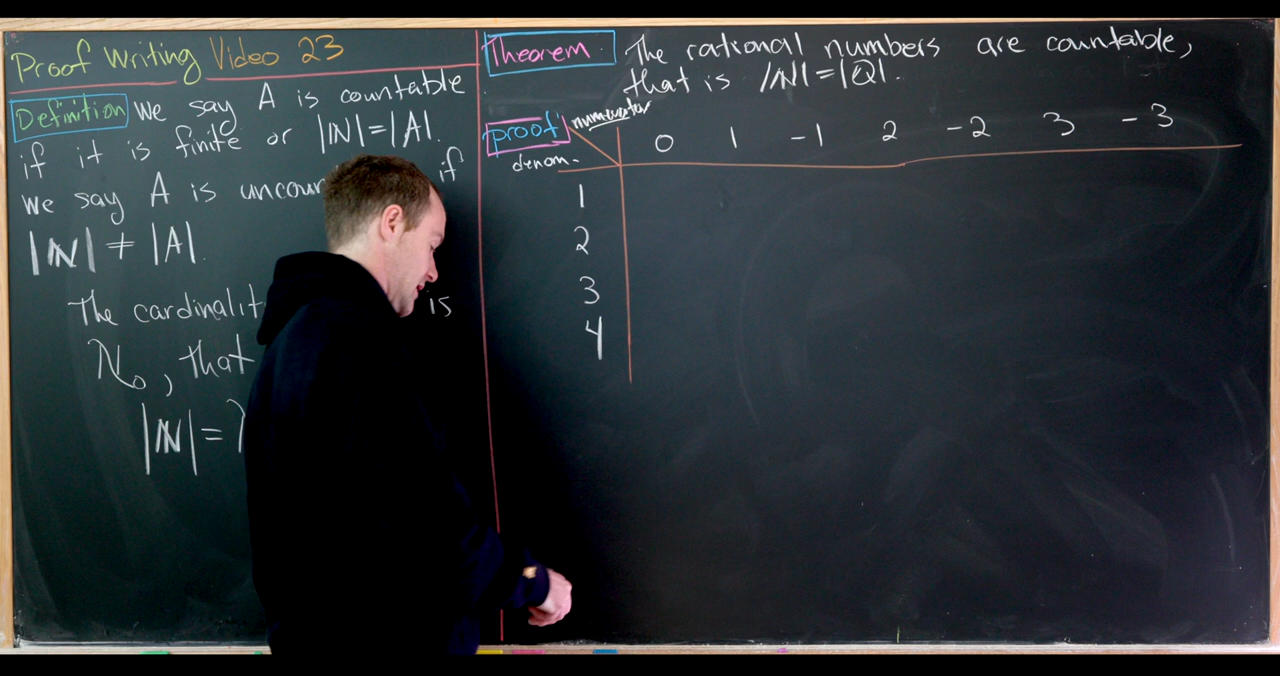 Proof Writing Video 23
Definition We say A is countable
if it is finite or |ℕ|=|A|.
we say A is uncoun if
|ℕ| ≠ |A|.
The cardinalit is
ℵ₀, that
|ℕ| =
Theorem The rational numbers are countable,
that is |ℕ|=|ℚ|.
proof numerator
denom.
0 1 -1 2 -2 3 -3
1
2
3
4